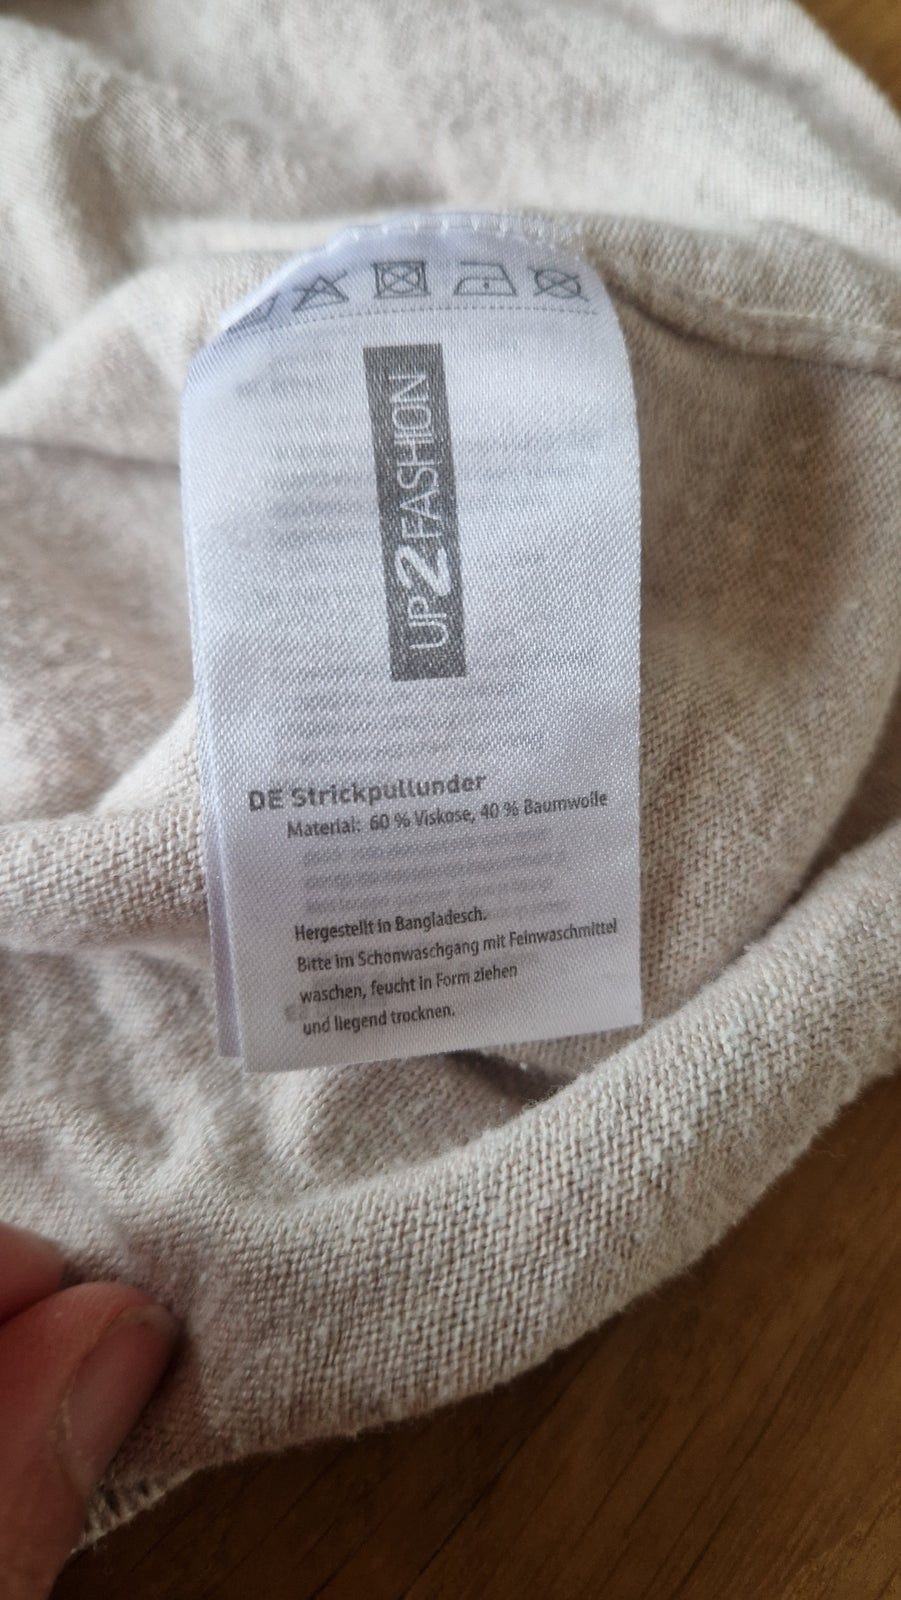 UP2FASHION
DE Strickpullunder
Material: 60 % Viskose, 40 % Baumwolle
Hergestellt in Bangladesch.
Bitte im Schonwaschgang mit Feinwaschmittel
waschen, feucht in Form ziehen
und liegend trocknen.